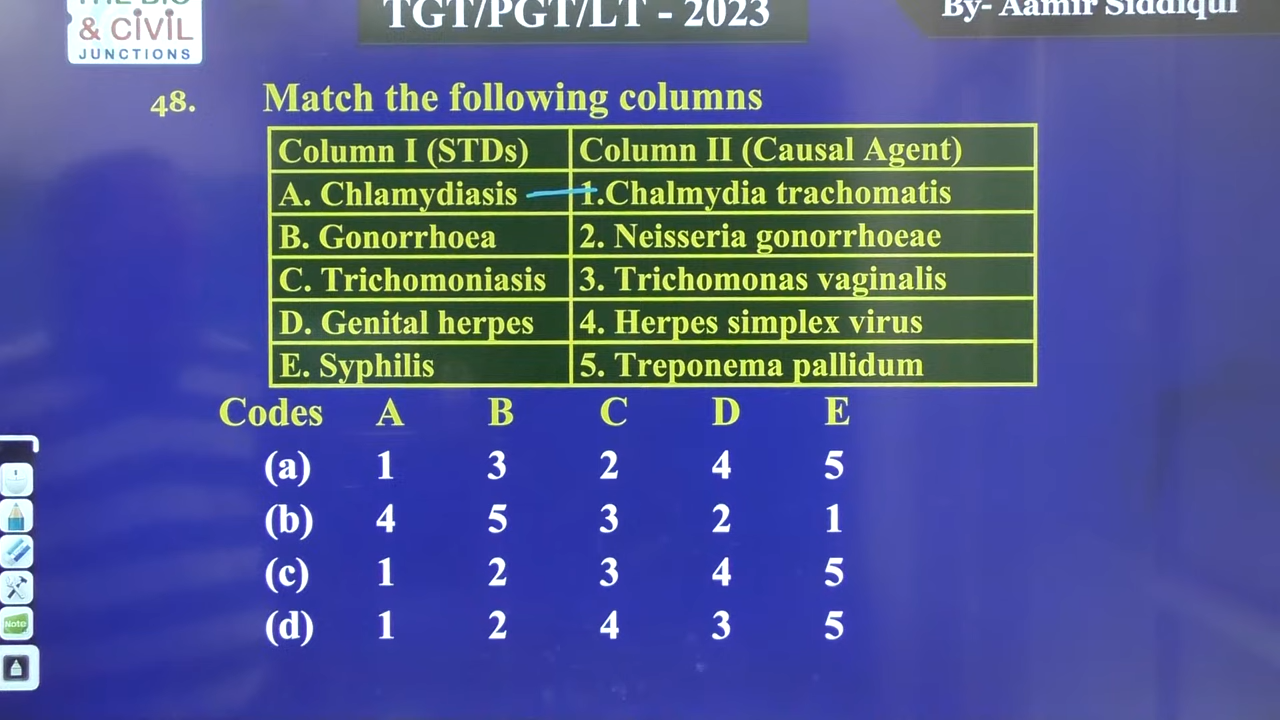 THE BIO
& CIVIL
JUNCTIONS
TGT/PGT/LT - 2023
By- Aamir Siddiqui
48. Match the following columns
Column I (STDs) Column II (Causal Agent)
A. Chlamydiasis 1.Chalmydia trachomatis
B. Gonorrhoea 2. Neisseria gonorrhoeae
C. Trichomoniasis 3. Trichomonas vaginalis
D. Genital herpes 4. Herpes simplex virus
E. Syphilis 5. Treponema pallidum
Codes A B C D E
(a) 1 3 2 4 5
(b) 4 5 3 2 1
(c) 1 2 3 4 5
(d) 1 2 4 3 5
Note